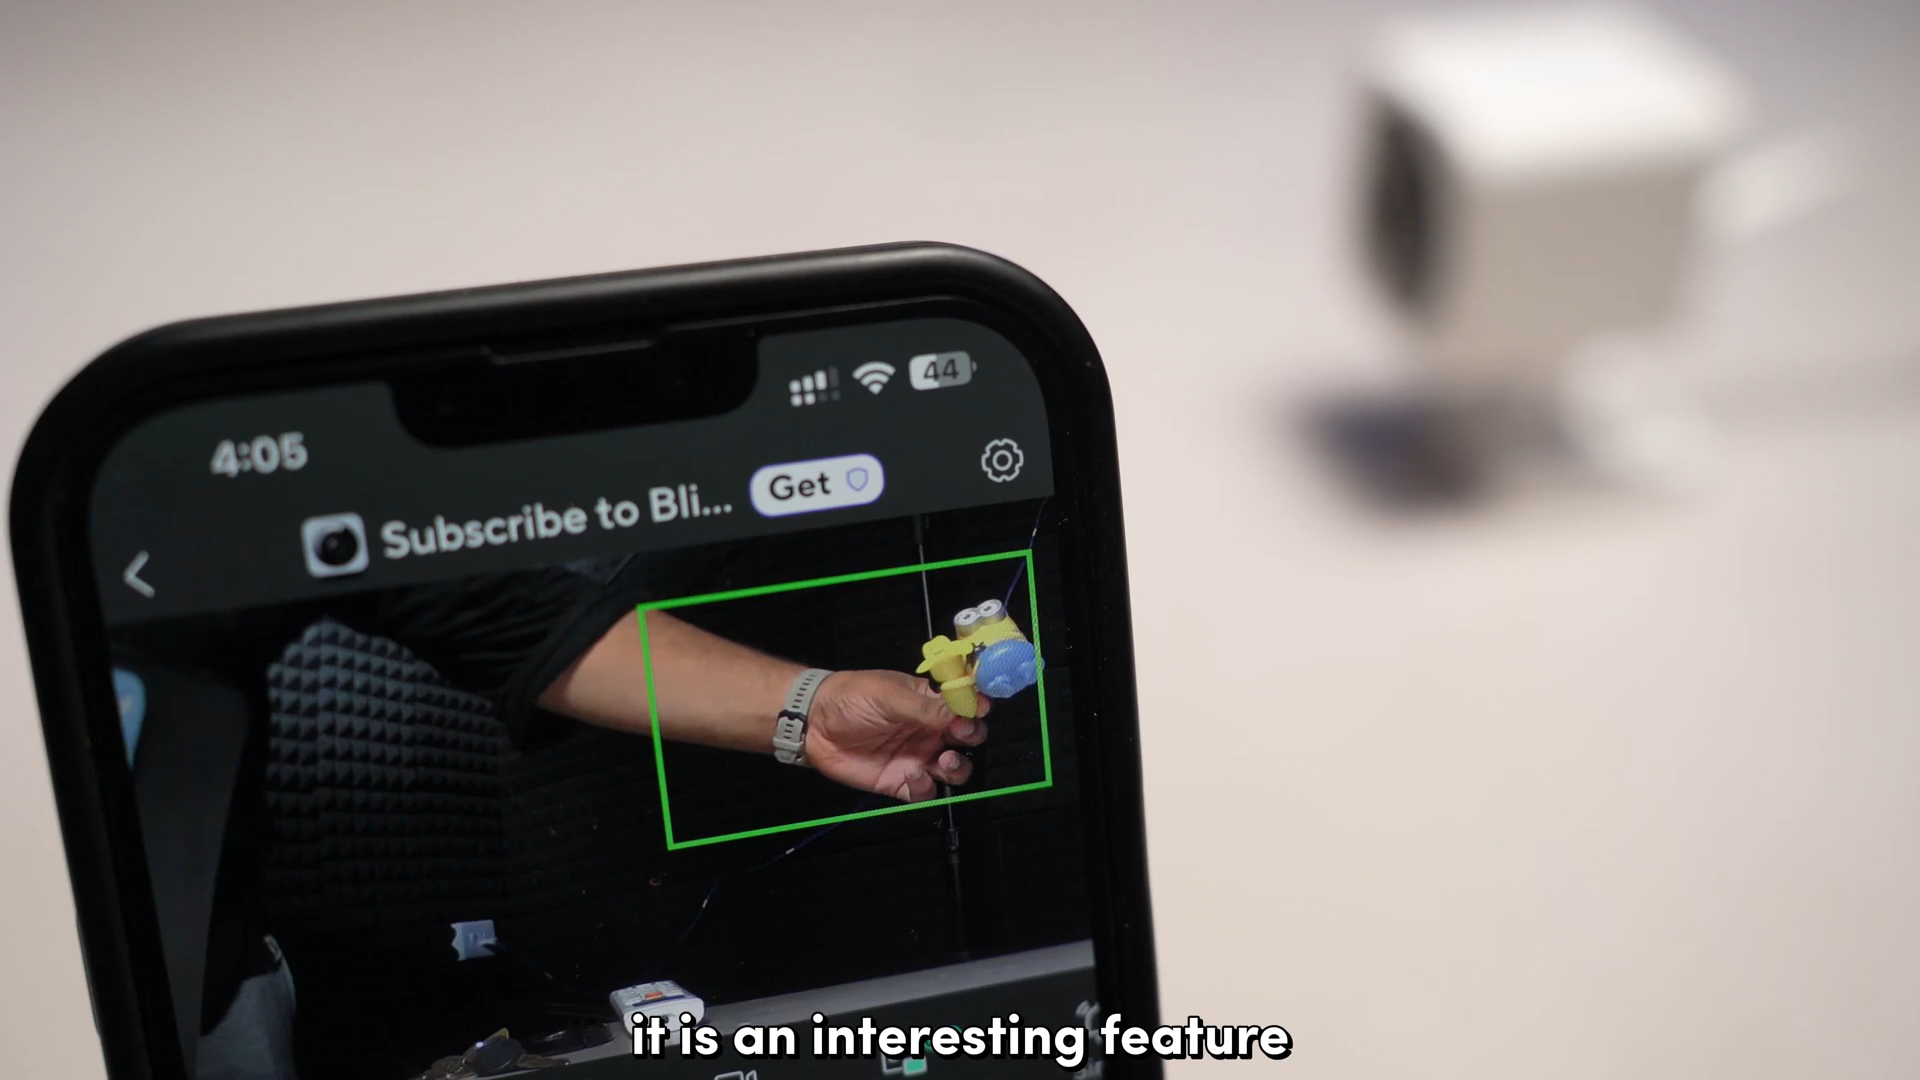 44
4:05
Subscribe to Bli...
Get
it is an interesting feature